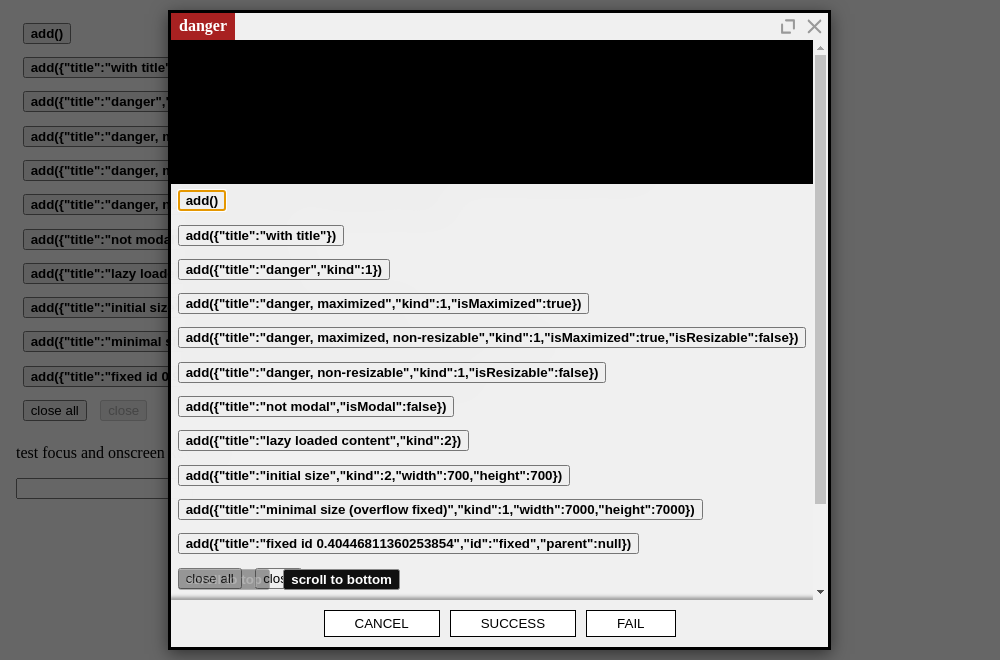 danger
add()
add({"title":"with title"
add({"title":"danger",
add({"title":"danger,
add({"title":"danger,
add({"title":"danger,
add({"title":"not moda
add({"title":"lazy load
add({"title":"initial siz
add({"title":"minimal
add({"title":"fixed id 0
close all close
test focus and onscreen
add()
add({"title":"with title"})
add({"title":"danger","kind":1})
add({"title":"danger, maximized","kind":1,"isMaximized":true})
add({"title":"danger, maximized, non-resizable","kind":1,"isMaximized":true,"isResizable":false})
add({"title":"danger, non-resizable","kind":1,"isResizable":false})
add({"title":"not modal","isModal":false})
add({"title":"lazy loaded content","kind":2})
add({"title":"initial size","kind":2,"width":700,"height":700})
add({"title":"minimal size (overflow fixed)","kind":1,"width":7000,"height":7000})
add({"title":"fixed id 0.40446811360253854","id":"fixed","parent":null})
close all top clos scroll to bottom
CANCEL SUCCESS FAIL